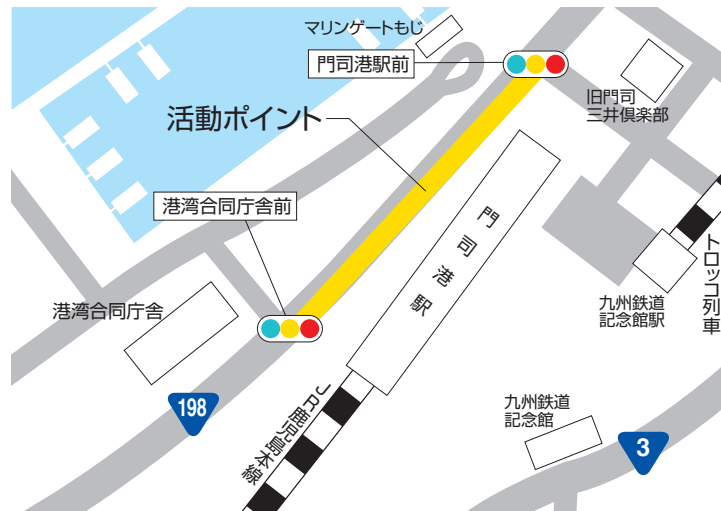 マリンゲートもじ
門司港駅前
旧門司
三井倶楽部
活動ポイント
港湾合同庁舎前
門司港駅
港湾合同庁舎
九州鉄道
記念館駅
トロッコ列車
198
JR鹿児島本線
九州鉄道
記念館
3